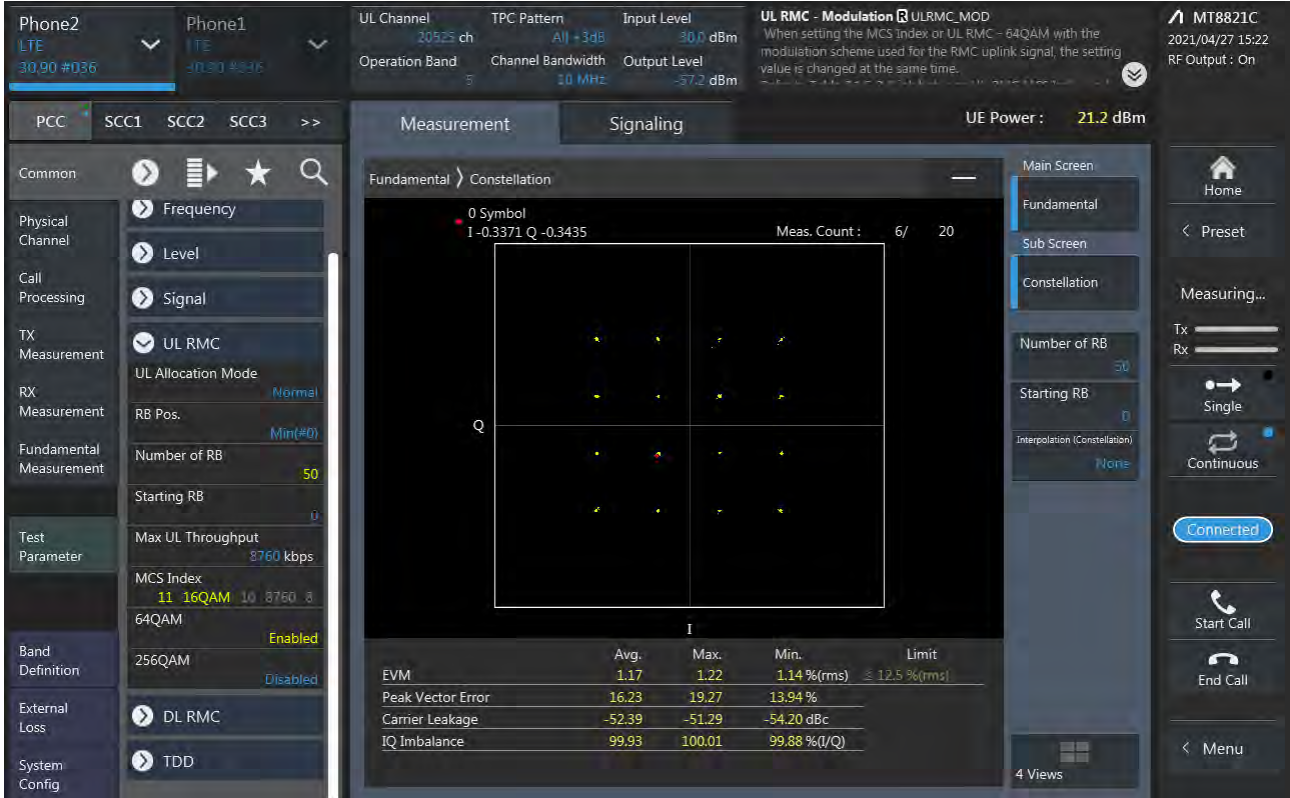 Phone2
LTE
30.90 #036
Phone1
LTE
30.90 #036
UL Channel
20525 ch
Operation Band
5
TPC Pattern
All +3dB
Channel Bandwidth
10 MHz
Input Level
30.0 dBm
Output Level
-57.2 dBm
UL RMC - Modulation R ULRMC_MOD
When setting the MCS Index or UL RMC - 64QAM with the
modulation scheme used for the RMC uplink signal, the setting
value is changed at the same time.
MT8821C
2021/04/27 15:22
RF Output : On
PCC SCC1 SCC2 SCC3 >>
Measurement
Signaling
UE Power : 21.2 dBm
Common
Physical
Channel
Call
Processing
TX
Measurement
RX
Measurement
Fundamental
Measurement
Test
Parameter
Band
Definition
External
Loss
System
Config
Frequency
Level
Signal
UL RMC
UL Allocation Mode
Normal
RB Pos.
Min(#0)
Number of RB
50
Starting RB
0
Max UL Throughput
8760 kbps
MCS Index
11 16QAM 10 8760 8
64QAM
Enabled
256QAM
Disabled
DL RMC
TDD
Fundamental 〉 Constellation
0 Symbol
I -0.3371 Q -0.3435
Meas. Count : 6/ 20
Q
I
Avg. Max. Min. Limit
EVM 1.17 1.22 1.14 %(rms) ≦ 12.5 %(rms)
Peak Vector Error 16.23 19.27 13.94 %
Carrier Leakage -52.39 -51.29 -54.20 dBc
IQ Imbalance 99.93 100.01 99.88 %(I/Q)
Main Screen
Fundamental
Sub Screen
Constellation
Number of RB
50
Starting RB
0
Interpolation (Constellation)
None
4 Views
Home
< Preset
Measuring...
Tx
Rx
Single
Continuous
Connected
Start Call
End Call
< Menu